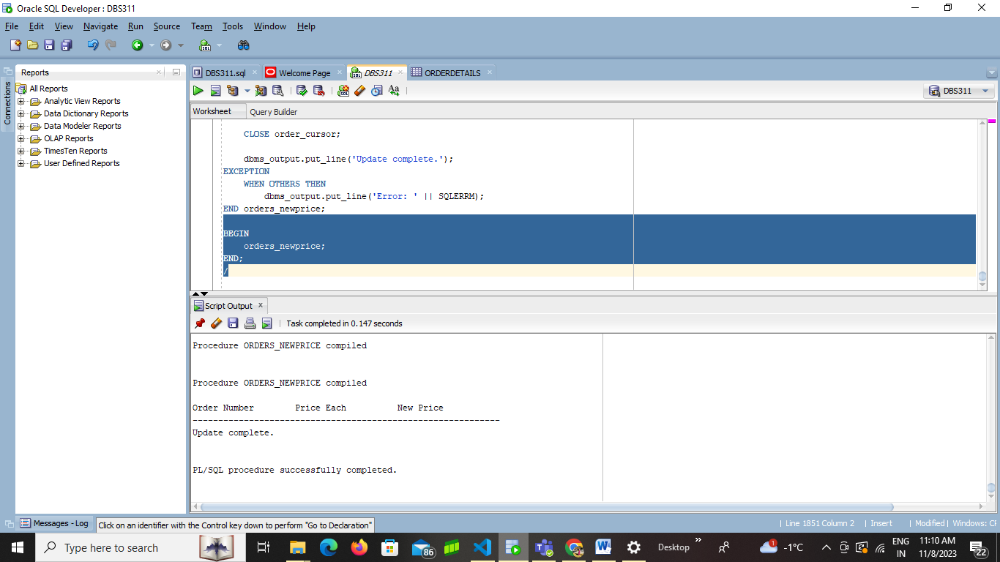 Oracle SQL Developer : DBS311
File Edit View Navigate Run Source Team Tools Window Help
Connections
Reports
All Reports
Analytic View Reports
Data Dictionary Reports
Data Modeler Reports
OLAP Reports
TimesTen Reports
User Defined Reports
DBS311.sql Welcome Page DBS311 ORDERDETAILS
DBS311
Worksheet Query Builder
CLOSE order_cursor;
dbms_output.put_line('Update complete.');
EXCEPTION
WHEN OTHERS THEN
dbms_output.put_line('Error: ' || SQLERRM);
END orders_newprice;
BEGIN
orders_newprice;
END;
/
Script Output
Task completed in 0.147 seconds
Procedure ORDERS_NEWPRICE compiled
Procedure ORDERS_NEWPRICE compiled
Order Number Price Each New Price
------------------------------------------------------------
Update complete.
PL/SQL procedure successfully completed.
Messages - Log
Click on an identifier with the Control key down to perform "Go to Declaration"
Line 1851 Column 2 | Insert | Modified | Windows: CF
Type here to search
86
Desktop
1
-1°C
ENG
IN
11:10 AM
11/8/2023
22